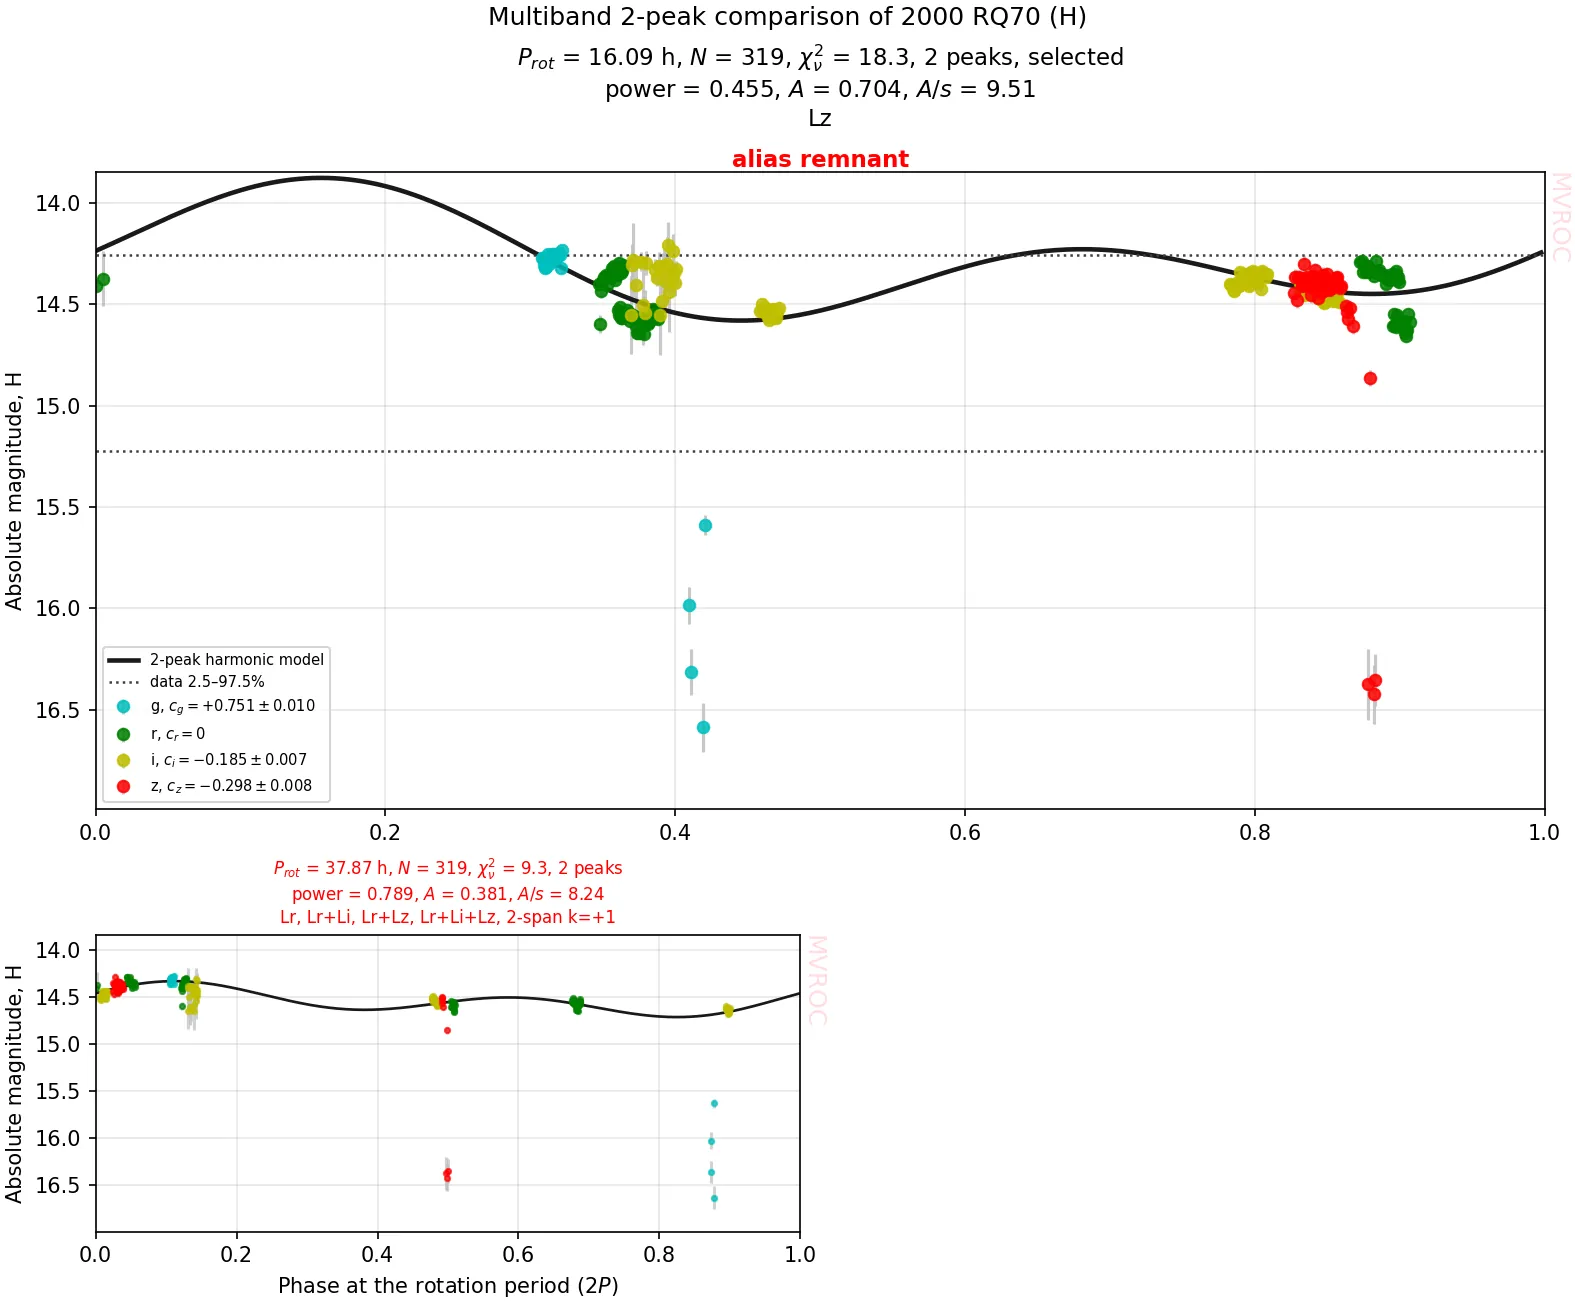 Multiband 2-peak comparison of 2000 RQ70 (H)
P_rot = 16.09 h, N = 319, χ²_ν = 18.3, 2 peaks, selected
power = 0.455, A = 0.704, A/s = 9.51
Lz
alias remnant
MVROC
14.0
14.5
15.0
15.5
16.0
16.5
Absolute magnitude, H
2-peak harmonic model
data 2.5–97.5%
g, c_g = +0.751 ± 0.010
r, c_r = 0
i, c_i = −0.185 ± 0.007
z, c_z = −0.298 ± 0.008
0.0 0.2 0.4 0.6 0.8 1.0
P_rot = 37.87 h, N = 319, χ²_ν = 9.3, 2 peaks
power = 0.789, A = 0.381, A/s = 8.24
Lr, Lr+Li, Lr+Lz, Lr+Li+Lz, 2-span k=+1
MVROC
14.0
14.5
15.0
15.5
16.0
16.5
Absolute magnitude, H
0.0 0.2 0.4 0.6 0.8 1.0
Phase at the rotation period (2P)